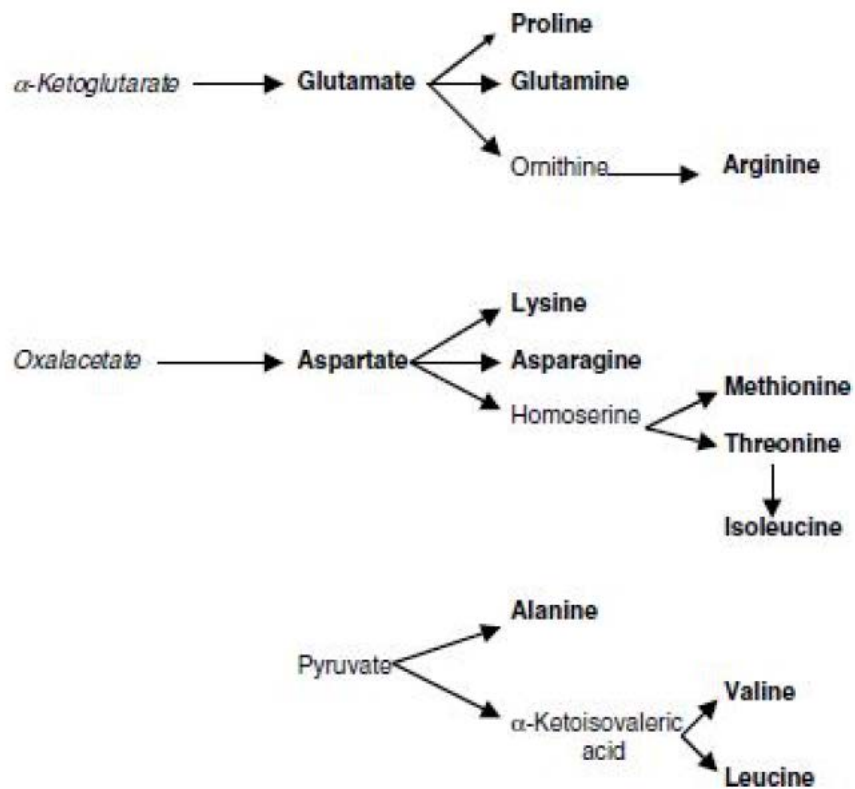 Proline
α-Ketoglutarate
Glutamate
Glutamine
Ornithine
Arginine
Lysine
Oxalacetate
Aspartate
Asparagine
Methionine
Homoserine
Threonine
Isoleucine
Alanine
Pyruvate
Valine
α-Ketoisovaleric
acid
Leucine